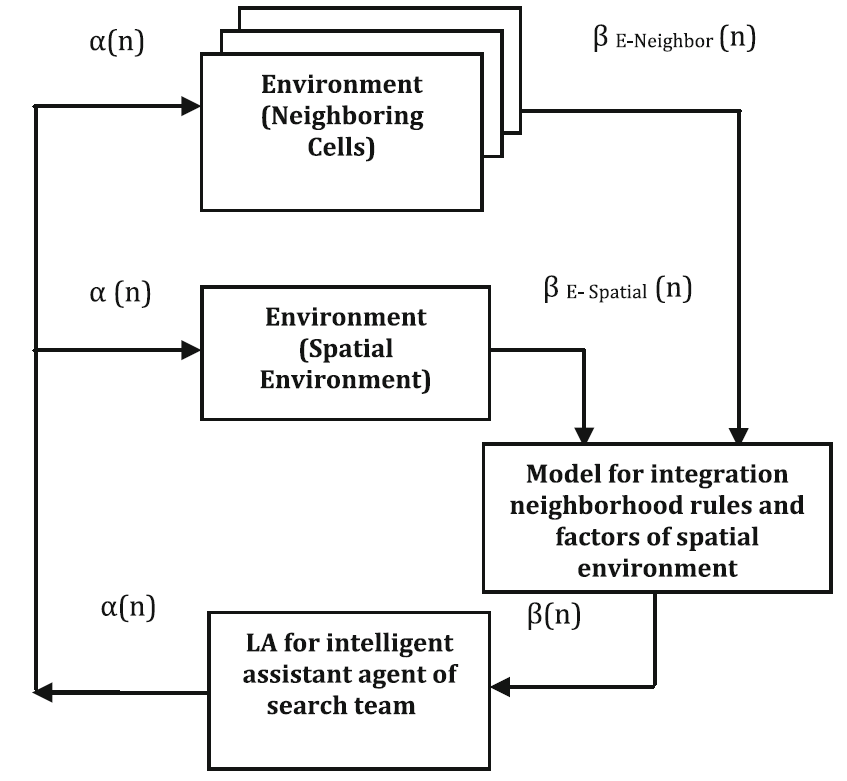 α(n)
β E-Neighbor (n)
Environment
(Neighboring
Cells)
α (n)
β E- Spatial (n)
Environment
(Spatial
Environment)
Model for integration
neighborhood rules and
factors of spatial
environment
α(n)
β(n)
LA for intelligent
assistant agent of
search team